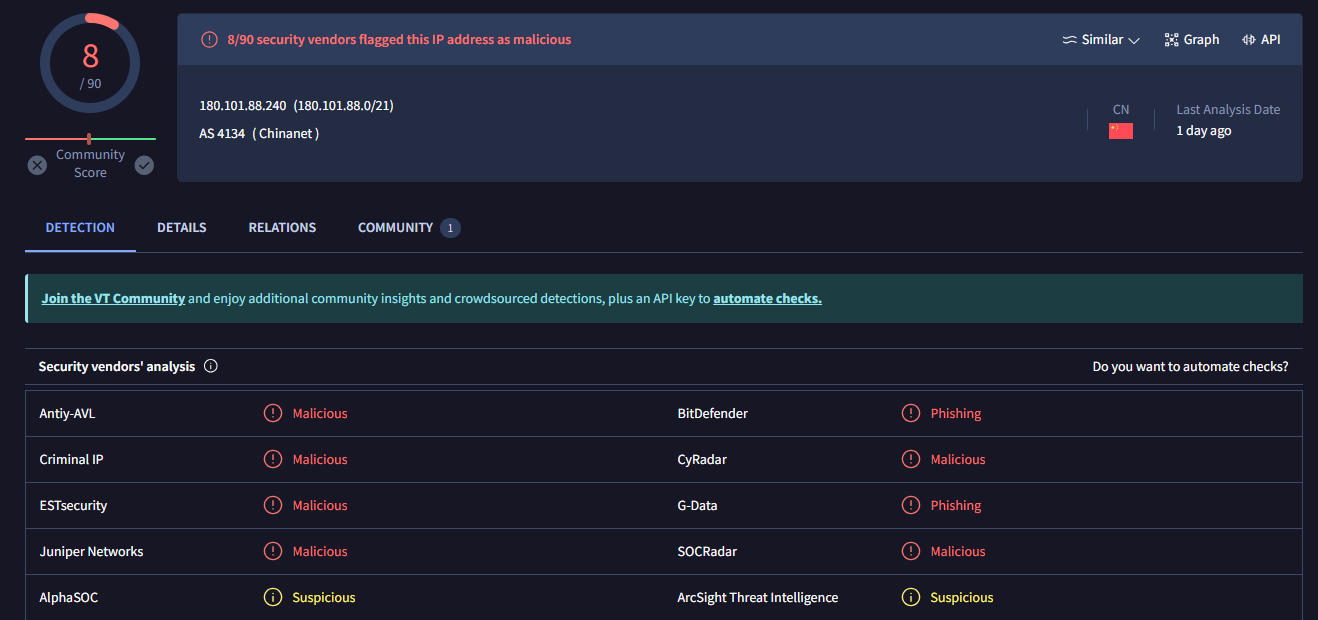 8
/ 90
Community
Score
8/90 security vendors flagged this IP address as malicious
Similar
Graph
API
180.101.88.240 (180.101.88.0/21)
AS 4134 ( Chinanet )
CN
Last Analysis Date
1 day ago
DETECTION
DETAILS
RELATIONS
COMMUNITY 1
Join the VT Community and enjoy additional community insights and crowdsourced detections, plus an API key to automate checks.
Security vendors' analysis
Do you want to automate checks?
Antiy-AVL Malicious BitDefender Phishing
Criminal IP Malicious CyRadar Malicious
ESTsecurity Malicious G-Data Phishing
Juniper Networks Malicious SOCRadar Malicious
AlphaSOC Suspicious ArcSight Threat Intelligence Suspicious